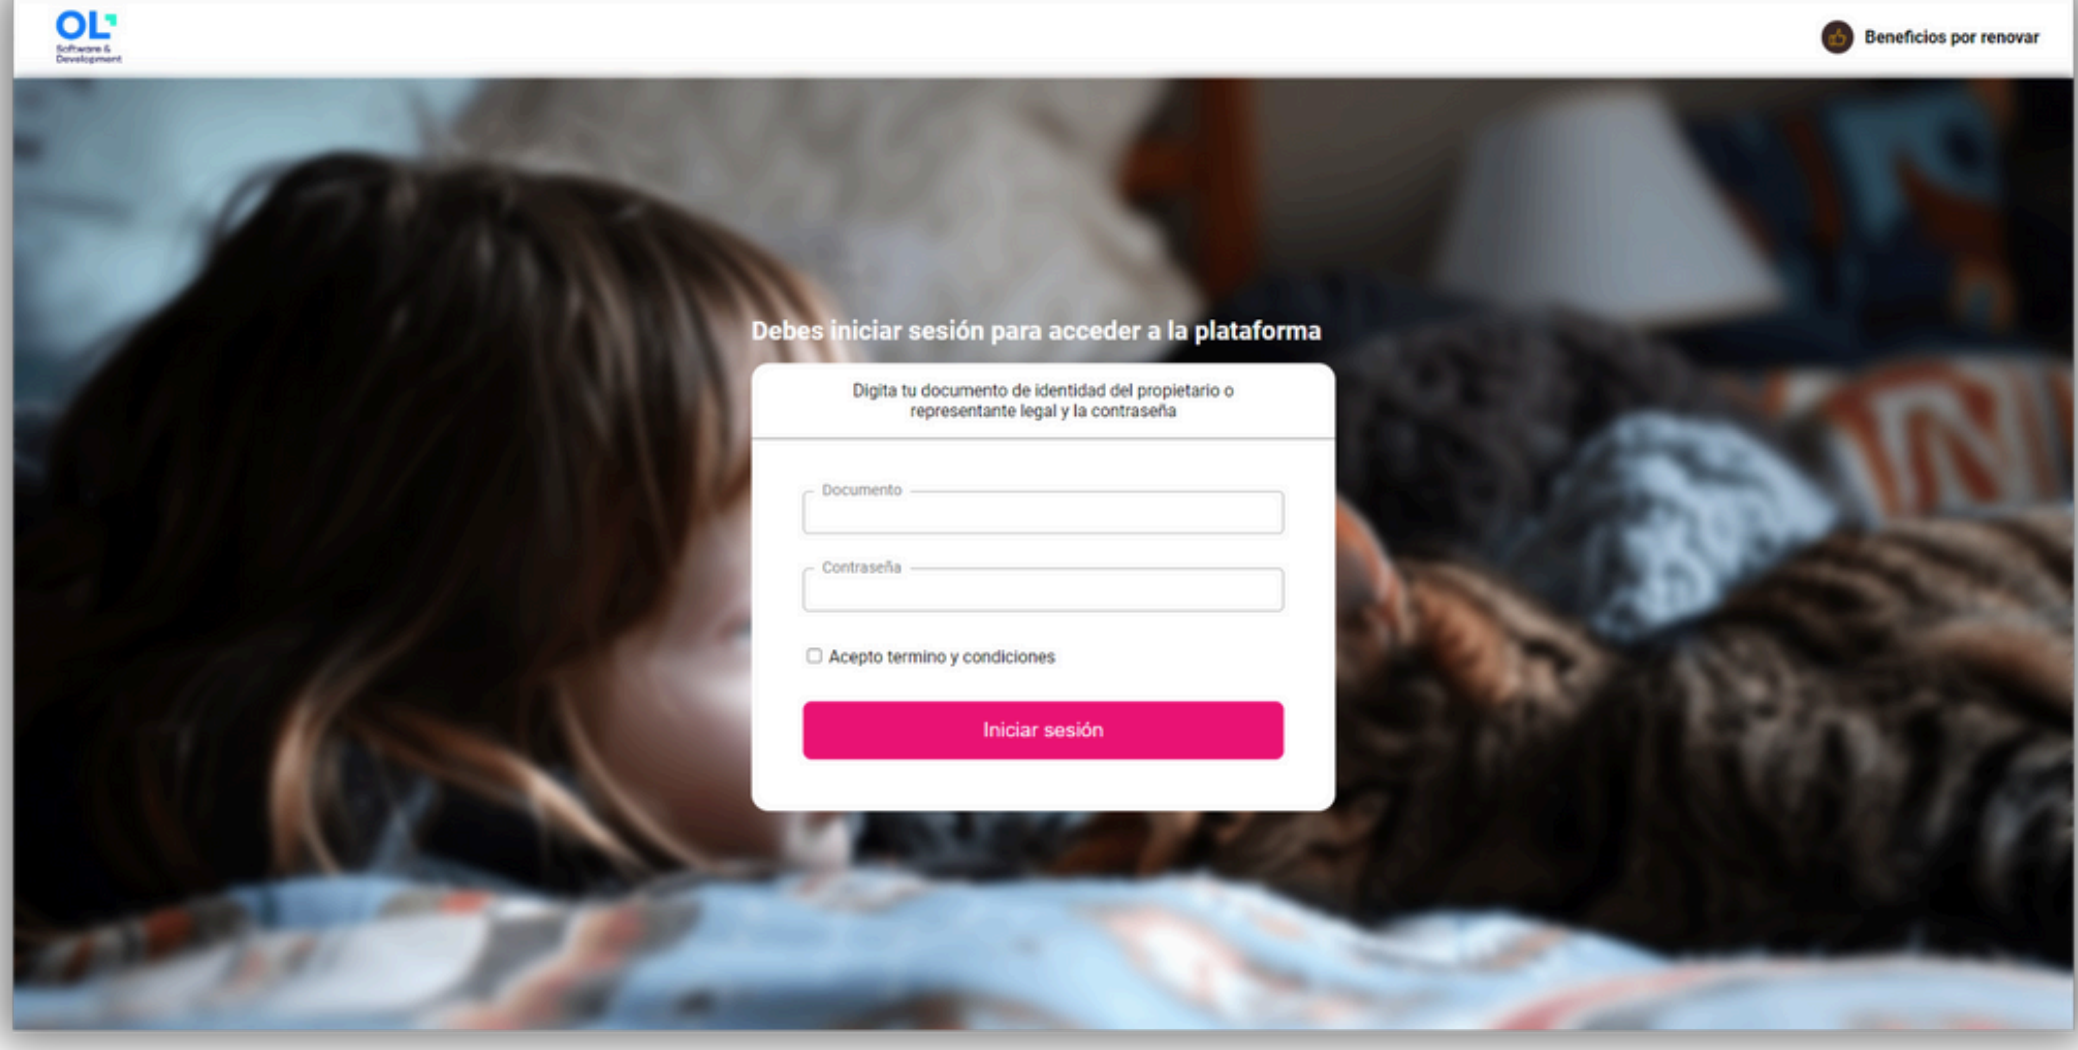 OL
Software &
Development
Beneficios por renovar
Debes iniciar sesión para acceder a la plataforma
Digita tu documento de identidad del propietario o
representante legal y la contraseña
Documento
Contraseña
Acepto termino y condiciones
Iniciar sesión